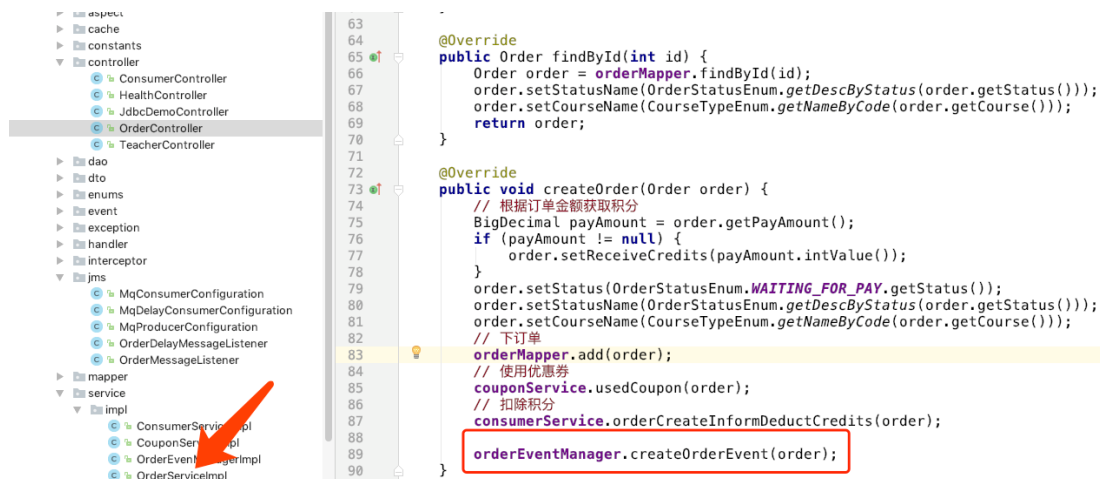 aspect
cache
constants
controller
ConsumerController
HealthController
JdbcDemoController
OrderController
TeacherController
dao
dto
enums
event
exception
handler
interceptor
jms
MqConsumerConfiguration
MqDelayConsumerConfiguration
MqProducerConfiguration
OrderDelayMessageListener
OrderMessageListener
mapper
service
impl
OrderServiceImpl
63
64 @Override
65 public Order findById(int id) {
66 Order order = orderMapper.findById(id);
67 order.setStatusName(OrderStatusEnum.getDescByStatus(order.getStatus()));
68 order.setCourseName(CourseTypeEnum.getNameByCode(order.getCourse()));
69 return order;
70 }
71
72 @Override
73 public void createOrder(Order order) {
74 // 根据订单金额获取积分
75 BigDecimal payAmount = order.getPayAmount();
76 if (payAmount != null) {
77 order.setReceiveCredits(payAmount.intValue());
78 }
79 order.setStatus(OrderStatusEnum.WAITING_FOR_PAY.getStatus());
80 order.setStatusName(OrderStatusEnum.getDescByStatus(order.getStatus()));
81 order.setCourseName(CourseTypeEnum.getNameByCode(order.getCourse()));
82 // 下订单
83 orderMapper.add(order);
84 // 使用优惠券
85 couponService.usedCoupon(order);
86 // 扣除积分
87 consumerService.orderCreateInformDeductCredits(order);
88
89 orderEventManager.createOrderEvent(order);
90 }